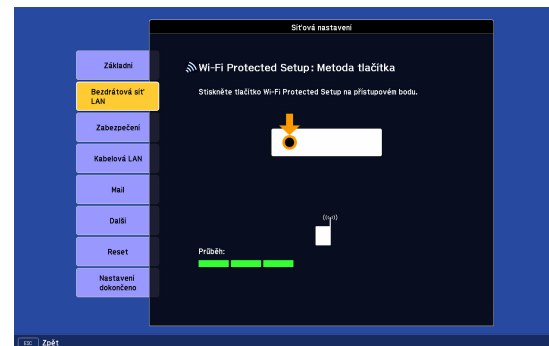 Síťová nastavení
Wi-Fi Protected Setup: Metoda tlačítka
Stiskněte tlačítko Wi-Fi Protected Setup na přístupovém bodu.
Průběh:
Základní
Bezdrátová síť
LAN
Zabezpečení
Kabelová LAN
Mail
Další
Reset
Nastavení
dokončeno
ESC Zpět